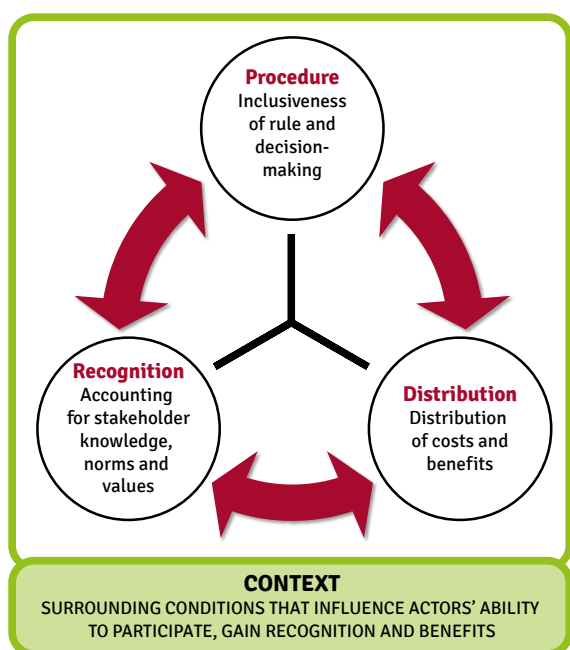 Procedure
Inclusiveness
of rule and
decision-
making
Recognition
Accounting
for stakeholder
knowledge,
norms and
values
Distribution
Distribution
of costs and
benefits
CONTEXT
SURROUNDING CONDITIONS THAT INFLUENCE ACTORS’ ABILITY
TO PARTICIPATE, GAIN RECOGNITION AND BENEFITS